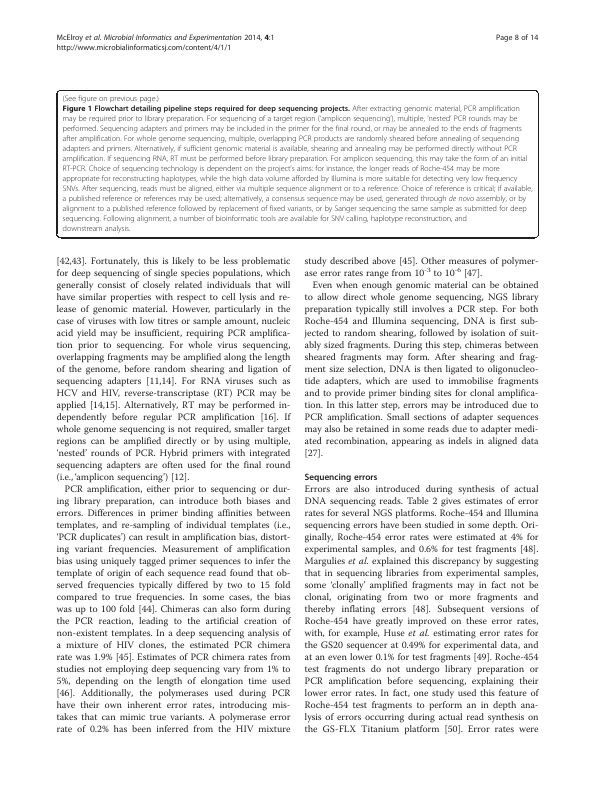 McElroy et al. Microbial Informatics and Experimentation 2014, 4:1
http://www.microbialinformaticsj.com/content/4/1/1
Page 8 of 14
(See figure on previous page.)
Figure 1 Flowchart detailing pipeline steps required for deep sequencing projects. After extracting genomic material, PCR amplification
may be required prior to library preparation. For sequencing of a target region ('amplicon sequencing'), multiple, 'nested' PCR rounds may be
performed. Sequencing adapters and primers may be included in the primer for the final round, or may be annealed to the ends of fragments
after amplification. For whole genome sequencing, multiple, overlapping PCR products are randomly sheared before annealing of sequencing
adapters and primers. Alternatively, if sufficient genomic material is available, shearing and annealing may be performed directly without PCR
amplification. If sequencing RNA, RT must be performed before library preparation. For amplicon sequencing, this may take the form of an initial
RT-PCR. Choice of sequencing technology is dependent on the project's aims: for instance, the longer reads of Roche-454 may be more
appropriate for reconstructing haplotypes, while the high data volume afforded by Illumina is more suitable for detecting very low frequency
SNVs. After sequencing, reads must be aligned, either via multiple sequence alignment or to a reference. Choice of reference is critical; if available,
a published reference or references may be used; alternatively, a consensus sequence may be used, generated through de novo assembly, or by
alignment to a published reference followed by replacement of fixed variants, or by Sanger sequencing the same sample as submitted for deep
sequencing. Following alignment, a number of bioinformatic tools are available for SNV calling, haplotype reconstruction, and
downstream analysis.
[42,43]. Fortunately, this is likely to be less problematic
for deep sequencing of single species populations, which
generally consist of closely related individuals that will
have similar properties with respect to cell lysis and re-
lease of genomic material. However, particularly in the
case of viruses with low titres or sample amount, nucleic
acid yield may be insufficient, requiring PCR amplifica-
tion prior to sequencing. For whole virus sequencing,
overlapping fragments may be amplified along the length
of the genome, before random shearing and ligation of
sequencing adapters [11,14]. For RNA viruses such as
HCV and HIV, reverse-transcriptase (RT) PCR may be
applied [14,15]. Alternatively, RT may be performed in-
dependently before regular PCR amplification [16]. If
whole genome sequencing is not required, smaller target
regions can be amplified directly or by using multiple,
'nested' rounds of PCR. Hybrid primers with integrated
sequencing adapters are often used for the final round
(i.e., 'amplicon sequencing') [12].
PCR amplification, either prior to sequencing or dur-
ing library preparation, can introduce both biases and
errors. Differences in primer binding affinities between
templates, and re-sampling of individual templates (i.e.,
'PCR duplicates') can result in amplification bias, distort-
ing variant frequencies. Measurement of amplification
bias using uniquely tagged primer sequences to infer the
template of origin of each sequence read found that ob-
served frequencies typically differed by two to 15 fold
compared to true frequencies. In some cases, the bias
was up to 100 fold [44]. Chimeras can also form during
the PCR reaction, leading to the artificial creation of
non-existent templates. In a deep sequencing analysis of
a mixture of HIV clones, the estimated PCR chimera
rate was 1.9% [45]. Estimates of PCR chimera rates from
studies not employing deep sequencing vary from 1% to
5%, depending on the length of elongation time used
[46]. Additionally, the polymerases used during PCR
have their own inherent error rates, introducing mis-
takes that can mimic true variants. A polymerase error
rate of 0.2% has been inferred from the HIV mixture
study described above [45]. Other measures of polymer-
ase error rates range from 10⁻³ to 10⁻⁶ [47].
Even when enough genomic material can be obtained
to allow direct whole genome sequencing, NGS library
preparation typically still involves a PCR step. For both
Roche-454 and Illumina sequencing, DNA is first sub-
jected to random shearing, followed by isolation of suit-
ably sized fragments. During this step, chimeras between
sheared fragments may form. After shearing and frag-
ment size selection, DNA is then ligated to oligonucleo-
tide adapters, which are used to immobilise fragments
and to provide primer binding sites for clonal amplifica-
tion. In this latter step, errors may be introduced due to
PCR amplification. Small sections of adapter sequences
may also be retained in some reads due to adapter medi-
ated recombination, appearing as indels in aligned data
[27].
Sequencing errors
Errors are also introduced during synthesis of actual
DNA sequencing reads. Table 2 gives estimates of error
rates for several NGS platforms. Roche-454 and Illumina
sequencing errors have been studied in some depth. Ori-
ginally, Roche-454 error rates were estimated at 4% for
experimental samples, and 0.6% for test fragments [48].
Margulies et al. explained this discrepancy by suggesting
that in sequencing libraries from experimental samples,
some 'clonally' amplified fragments may in fact not be
clonal, originating from two or more fragments and
thereby inflating errors [48]. Subsequent versions of
Roche-454 have greatly improved on these error rates,
with, for example, Huse et al. estimating error rates for
the GS20 sequencer at 0.49% for experimental data, and
at an even lower 0.1% for test fragments [49]. Roche-454
test fragments do not undergo library preparation or
PCR amplification before sequencing, explaining their
lower error rates. In fact, one study used this feature of
Roche-454 test fragments to perform an in depth ana-
lysis of errors occurring during actual read synthesis on
the GS-FLX Titanium platform [50]. Error rates were